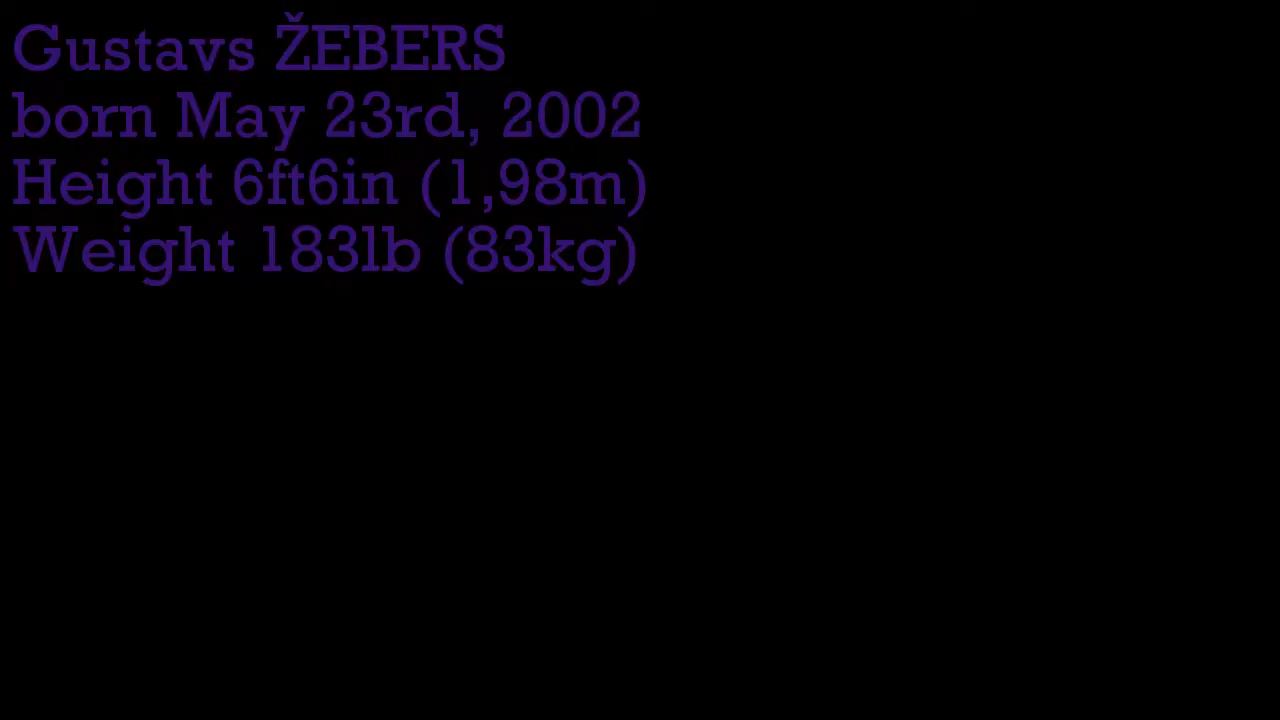 Gustavs ŽEBERS
born May 23rd, 2002
Height 6ft6in (1,98m)
Weight 183lb (83kg)